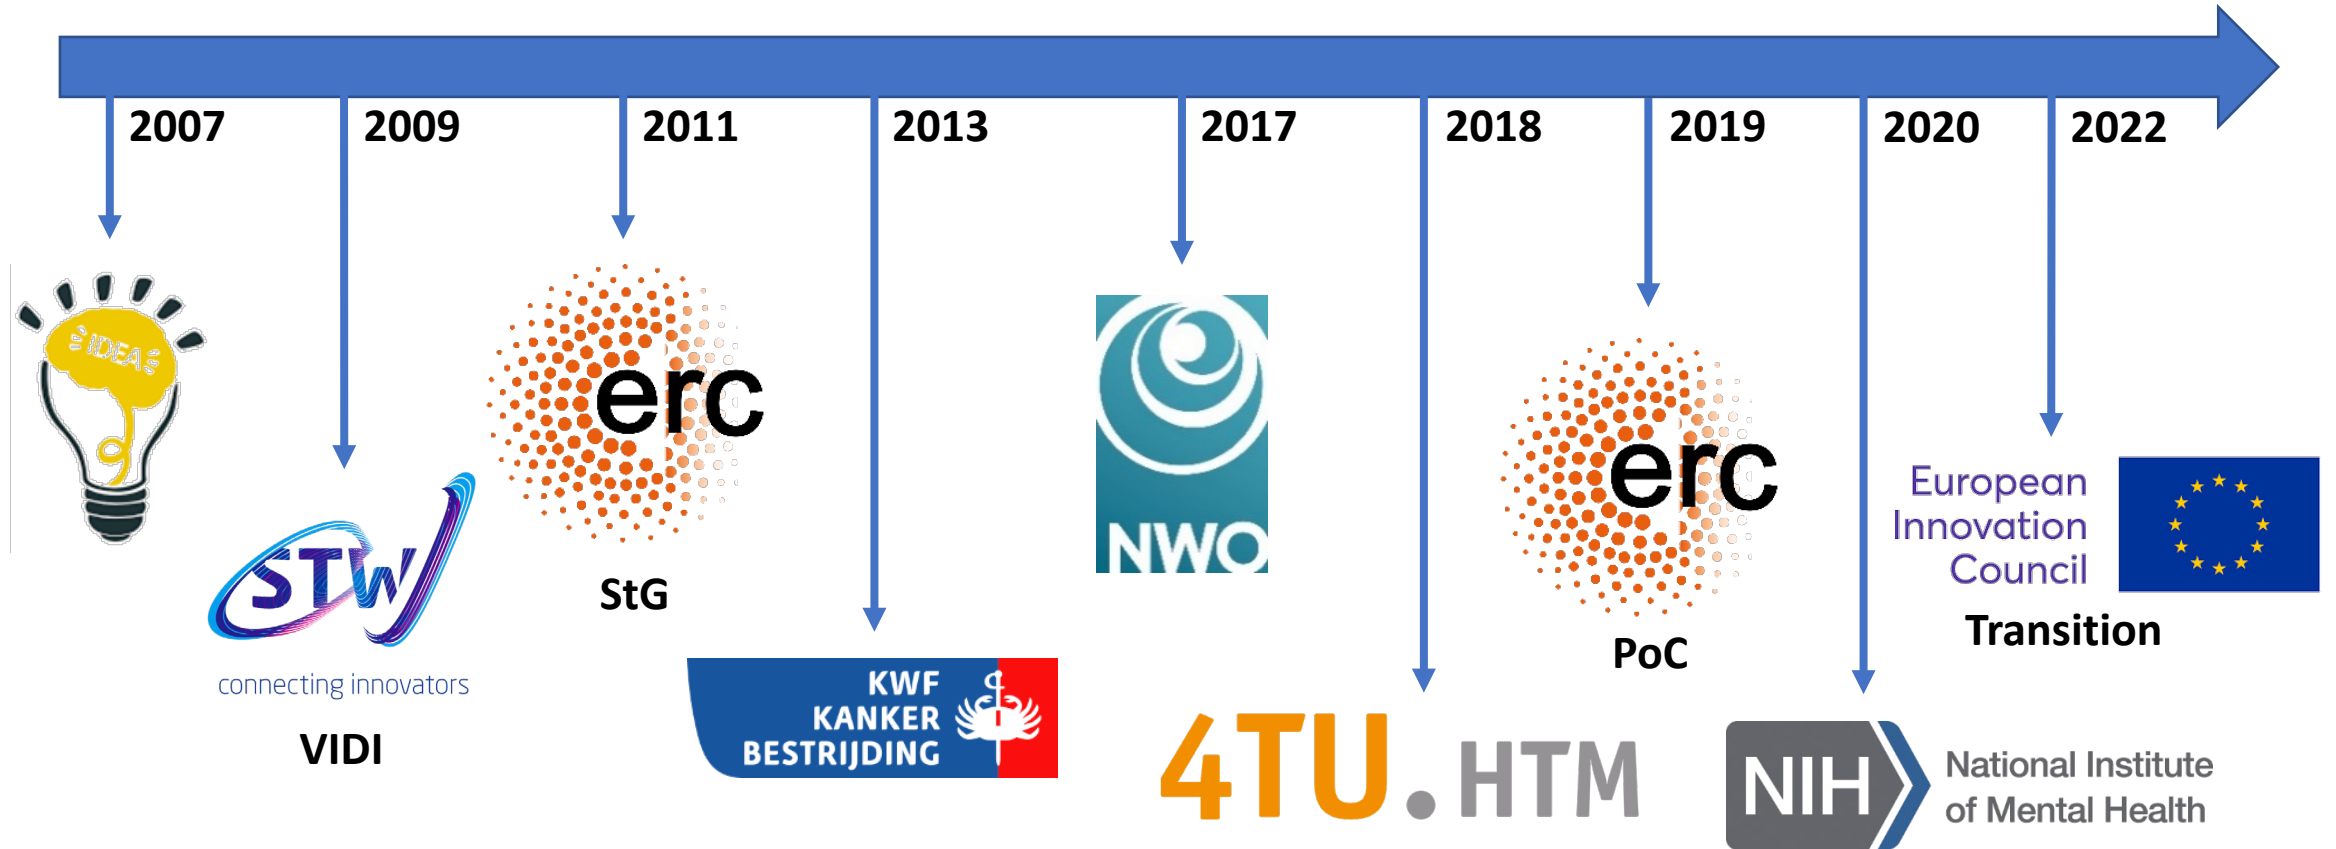 2007
2009
2011
2013
2017
2018
2019
2020
2022
IDEA
STW
connecting innovators
VIDI
erc
StG
KWF
KANKER
BESTRIJDING
NWO
4TU.HTM
erc
PoC
NIH
National Institute
of Mental Health
European
Innovation
Council
Transition